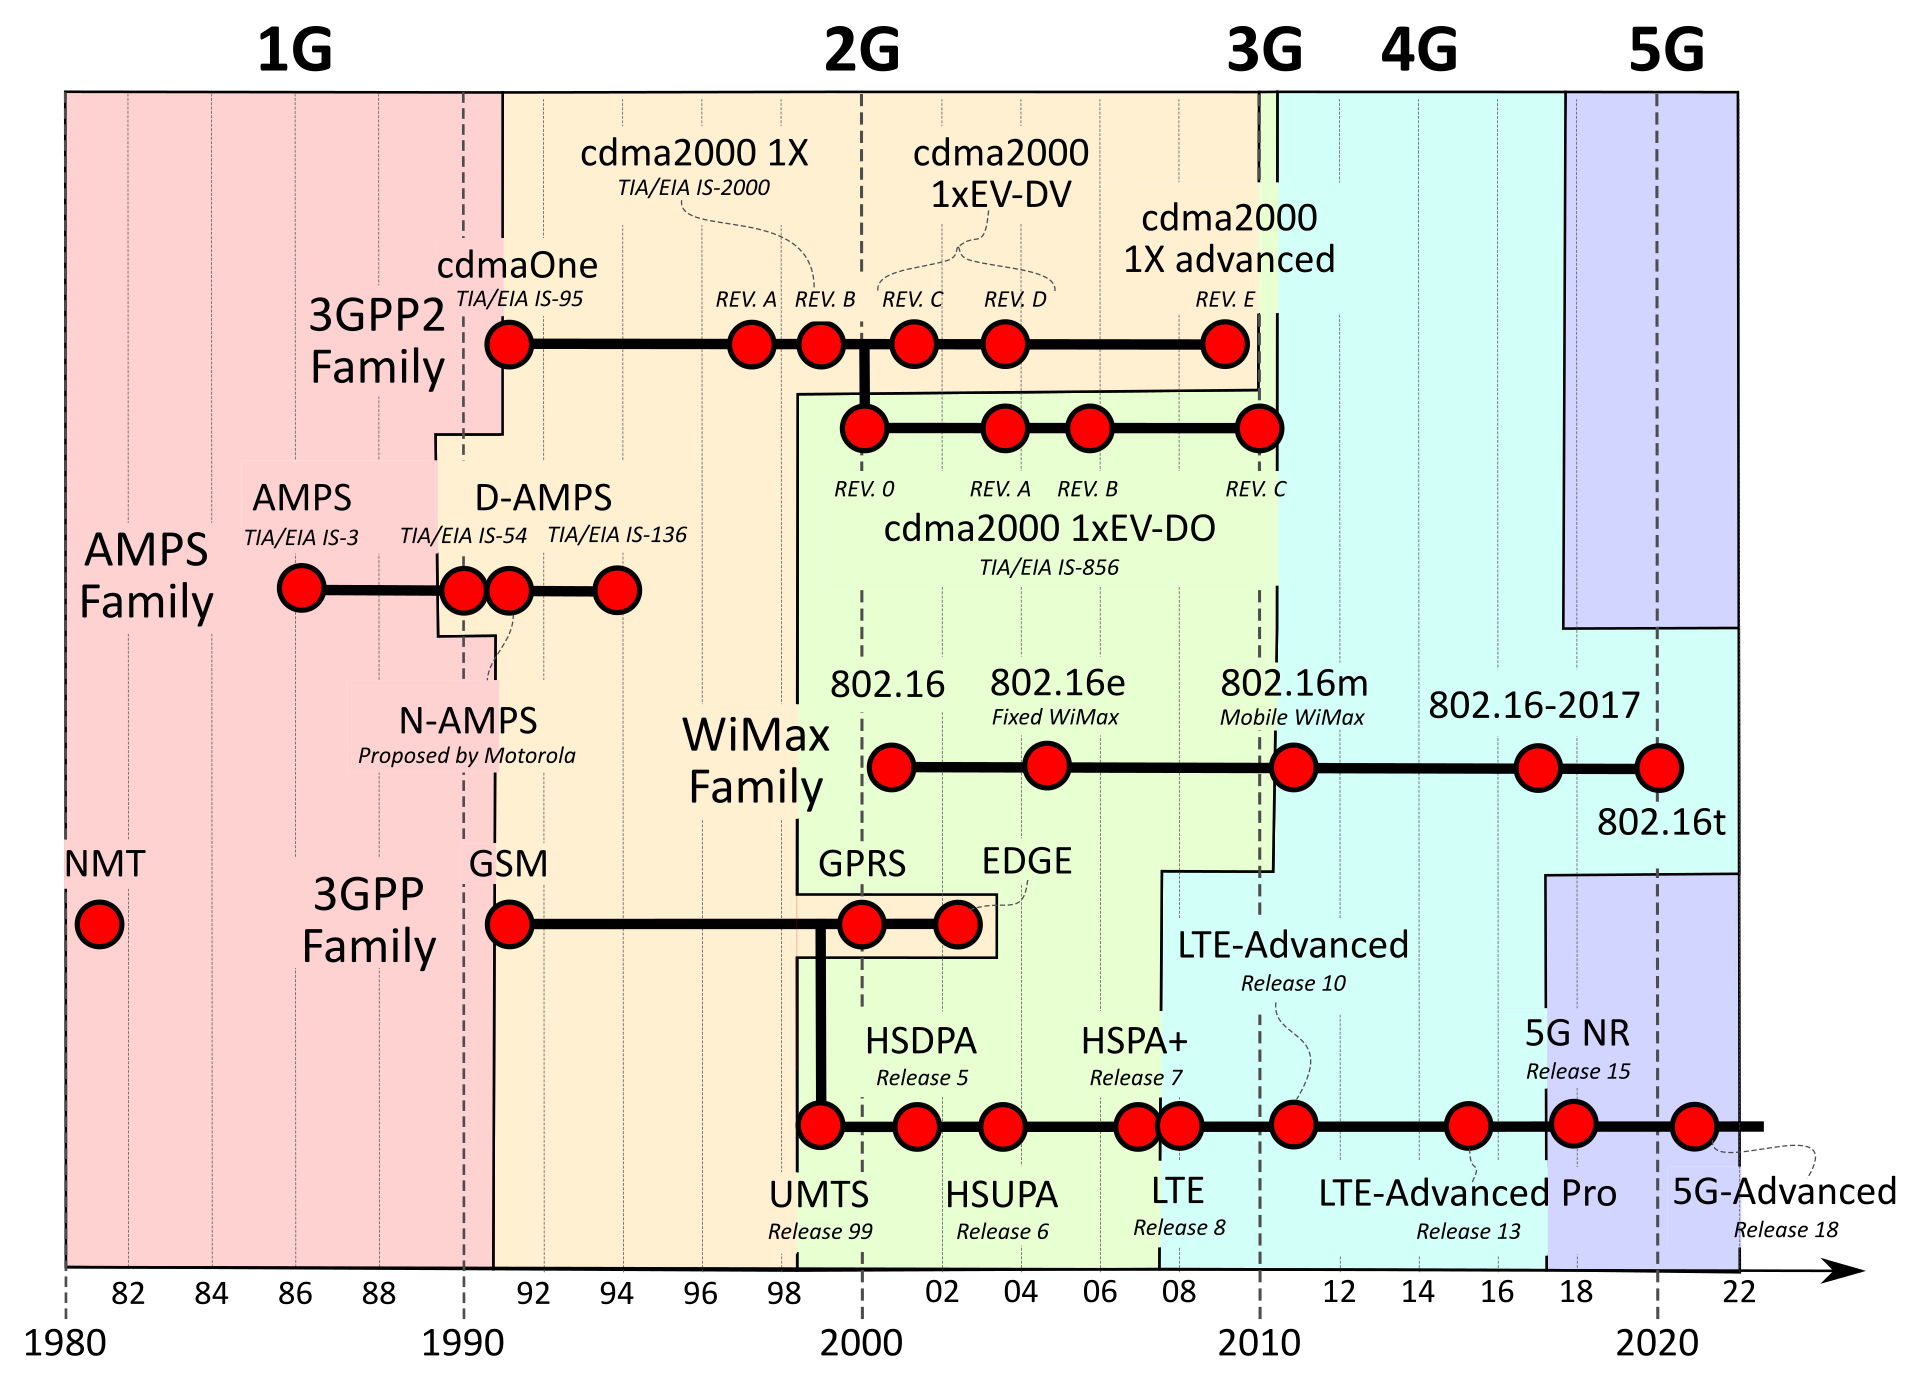 1G
2G
3G
4G
5G
cdma2000 1X
TIA/EIA IS-2000
cdma2000
1xEV-DV
cdma2000
1X advanced
cdmaOne
TIA/EIA IS-95
REV. A
REV. B
REV. C
REV. D
REV. E
3GPP2
Family
REV. 0
REV. A
REV. B
REV. C
cdma2000 1xEV-DO
TIA/EIA IS-856
AMPS
TIA/EIA IS-3
D-AMPS
TIA/EIA IS-54
TIA/EIA IS-136
AMPS
Family
N-AMPS
Proposed by Motorola
802.16
802.16e
Fixed WiMax
802.16m
Mobile WiMax
802.16-2017
WiMax
Family
802.16t
NMT
GSM
GPRS
EDGE
3GPP
Family
LTE-Advanced
Release 10
HSDPA
Release 5
HSPA+
Release 7
5G NR
Release 15
UMTS
Release 99
HSUPA
Release 6
LTE
Release 8
LTE-Advanced Pro
Release 13
5G-Advanced
Release 18
82
84
86
88
92
94
96
98
02
04
06
08
12
14
16
18
22
1980
1990
2000
2010
2020